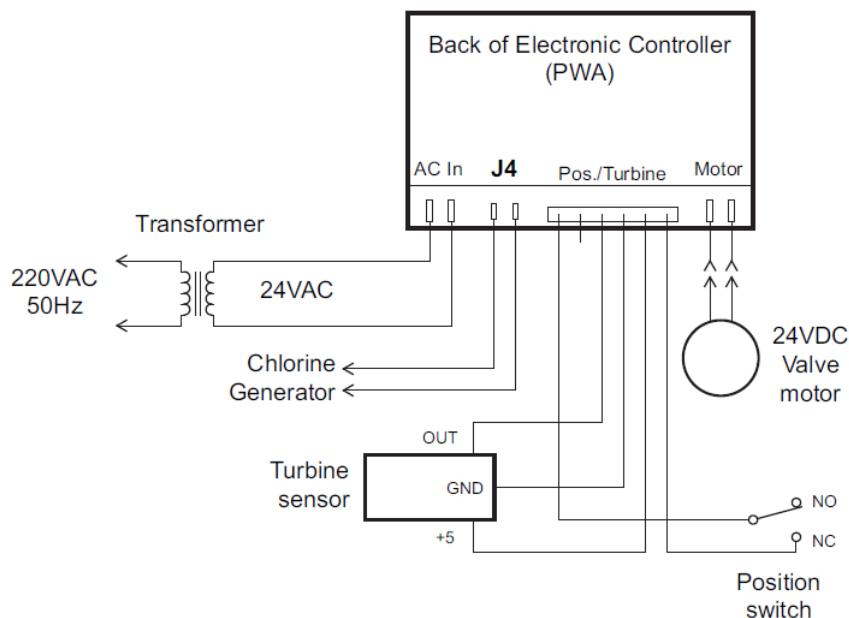 Back of Electronic Controller
(PWA)
AC In
J4
Pos./Turbine
Motor
Transformer
220VAC
50Hz
24VAC
24VDC
Valve
motor
Chlorine
Generator
OUT
Turbine
sensor
GND
+5
NO
NC
Position
switch